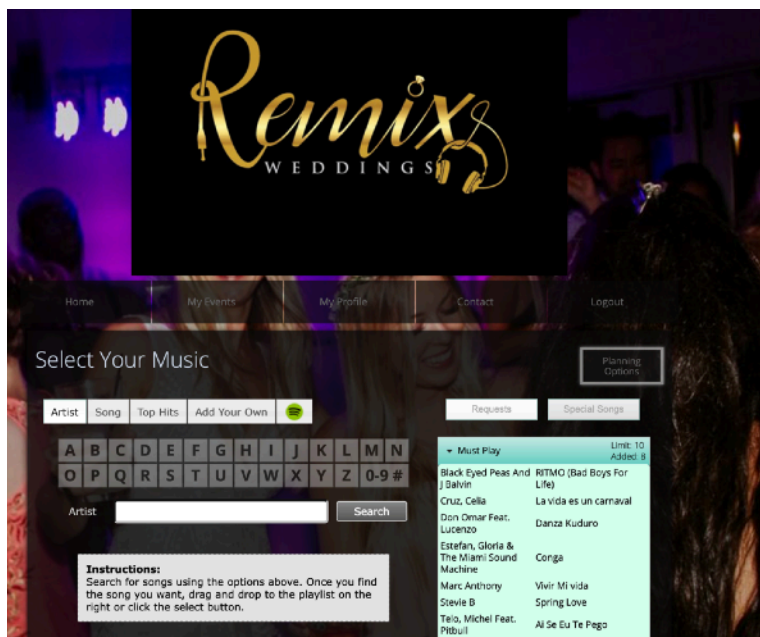 Remix
WEDDINGS
Home My Events My Profile Contact Logout
Select Your Music
Planning
Options
Artist Song Top Hits Add Your Own
Requests Special Songs
A B C D E F G H I J K L M N
O P Q R S T U V W X Y Z 0-9 #
Artist Search
Instructions:
Search for songs using the options above. Once you find
the song you want, drag and drop to the playlist on the
right or click the select button.
Must Play
Limit: 10
Added: 8
Black Eyed Peas And
J Balvin
RITMO (Bad Boys For
Life)
Cruz, Celia La vida es un carnaval
Don Omar Feat.
Lucenzo
Danza Kuduro
Estefan, Gloria &
The Miami Sound
Machine
Conga
Marc Anthony Vivir Mi vida
Stevie B Spring Love
Telo, Michel Feat.
Pitbull
Ai Se Eu Te Pego